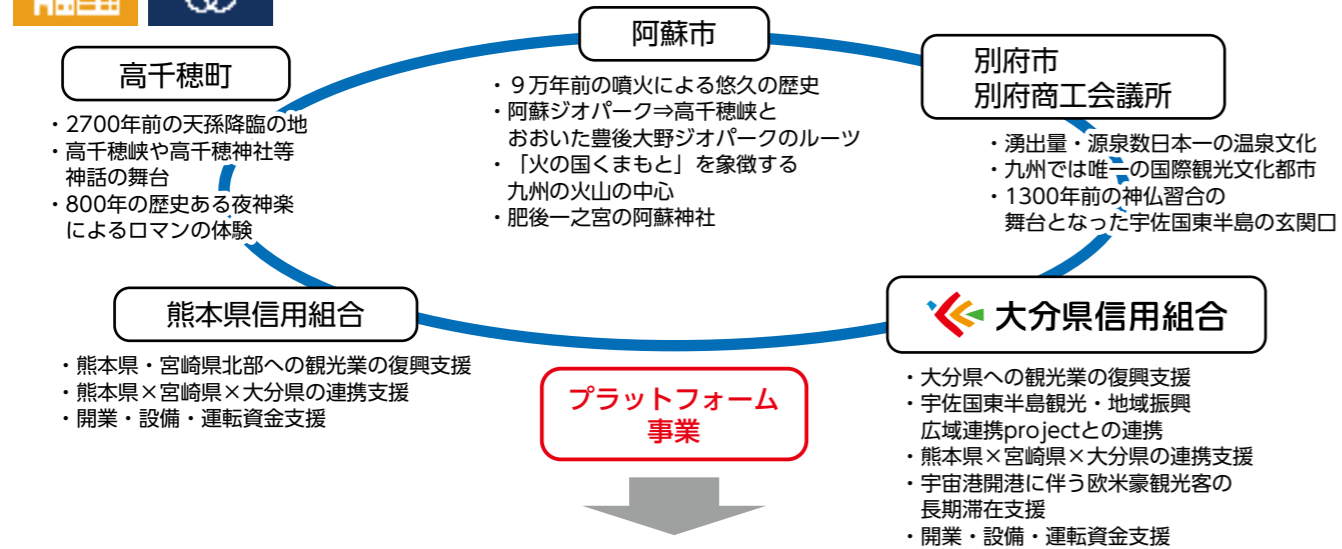 高千穂町
・2700年前の天孫降臨の地
・高千穂峡や高千穂神社等
神話の舞台
・800年の歴史ある夜神楽
によるロマンの体験
阿蘇市
・９万年前の噴火による悠久の歴史
・阿蘇ジオパーク⇒高千穂峡と
おおいた豊後大野ジオパークのルーツ
・「火の国くまもと」を象徴する
九州の火山の中心
・肥後一之宮の阿蘇神社
別府市
別府商工会議所
・湧出量・源泉数日本一の温泉文化
・九州では唯一の国際観光文化都市
・1300年前の神仏習合の
舞台となった宇佐国東半島の玄関口
熊本県信用組合
・熊本県・宮崎県北部への観光業の復興支援
・熊本県×宮崎県×大分県の連携支援
・開業・設備・運転資金支援
プラットフォーム
事業
大分県信用組合
・大分県への観光業の復興支援
・宇佐国東半島観光・地域振興
広域連携projectとの連携
・熊本県×宮崎県×大分県の連携支援
・宇宙港開港に伴う欧米豪観光客の
長期滞在支援
・開業・設備・運転資金支援